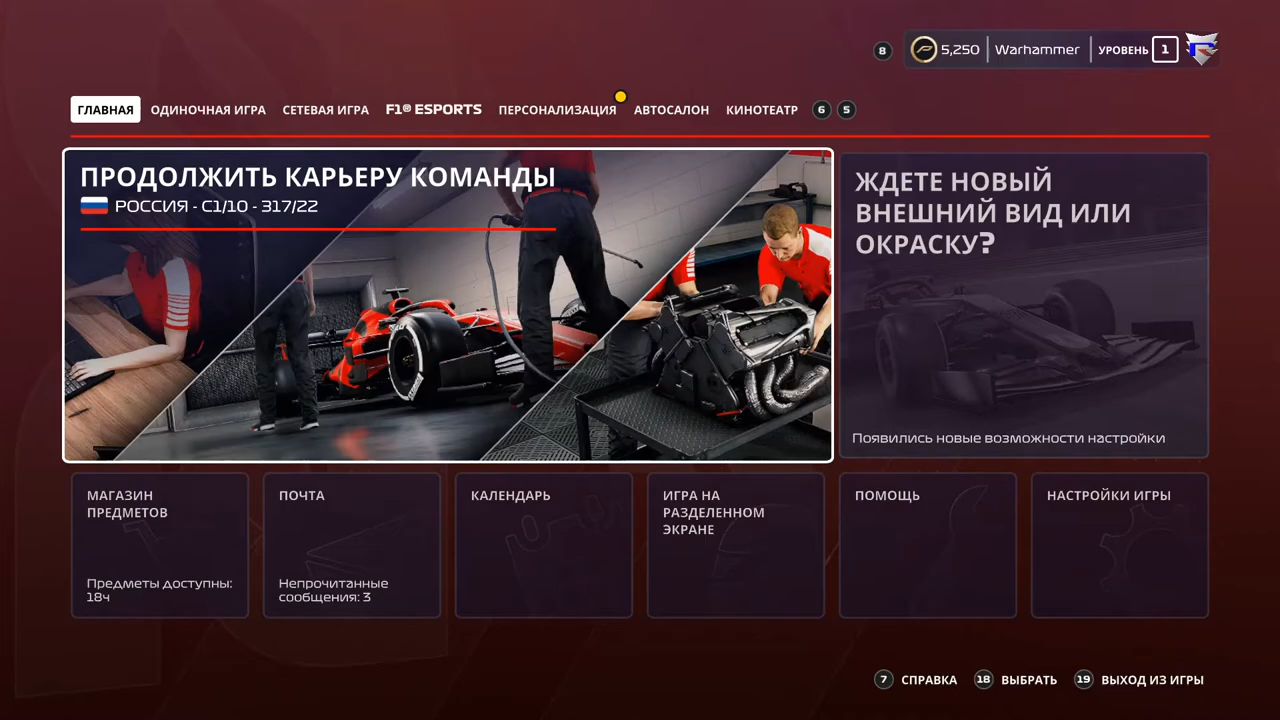 8 5,250 Warhammer УРОВЕНЬ 1
ГЛАВНАЯ ОДИНОЧНАЯ ИГРА СЕТЕВАЯ ИГРА F1® ESPORTS ПЕРСОНАЛИЗАЦИЯ АВТОСАЛОН КИНОТЕАТР 6 5
ПРОДОЛЖИТЬ КАРЬЕРУ КОМАНДЫ
РОССИЯ - С1/10 - 317/22
ЖДЕТЕ НОВЫЙ
ВНЕШНИЙ ВИД ИЛИ
ОКРАСКУ?
Появились новые возможности настройки
МАГАЗИН
ПРЕДМЕТОВ
Предметы доступны:
18ч
ПОЧТА
Непрочитанные
сообщения: 3
КАЛЕНДАРЬ
ИГРА НА
РАЗДЕЛЕННОМ
ЭКРАНЕ
ПОМОЩЬ
НАСТРОЙКИ ИГРЫ
7 СПРАВКА 18 ВЫБРАТЬ 19 ВЫХОД ИЗ ИГРЫ